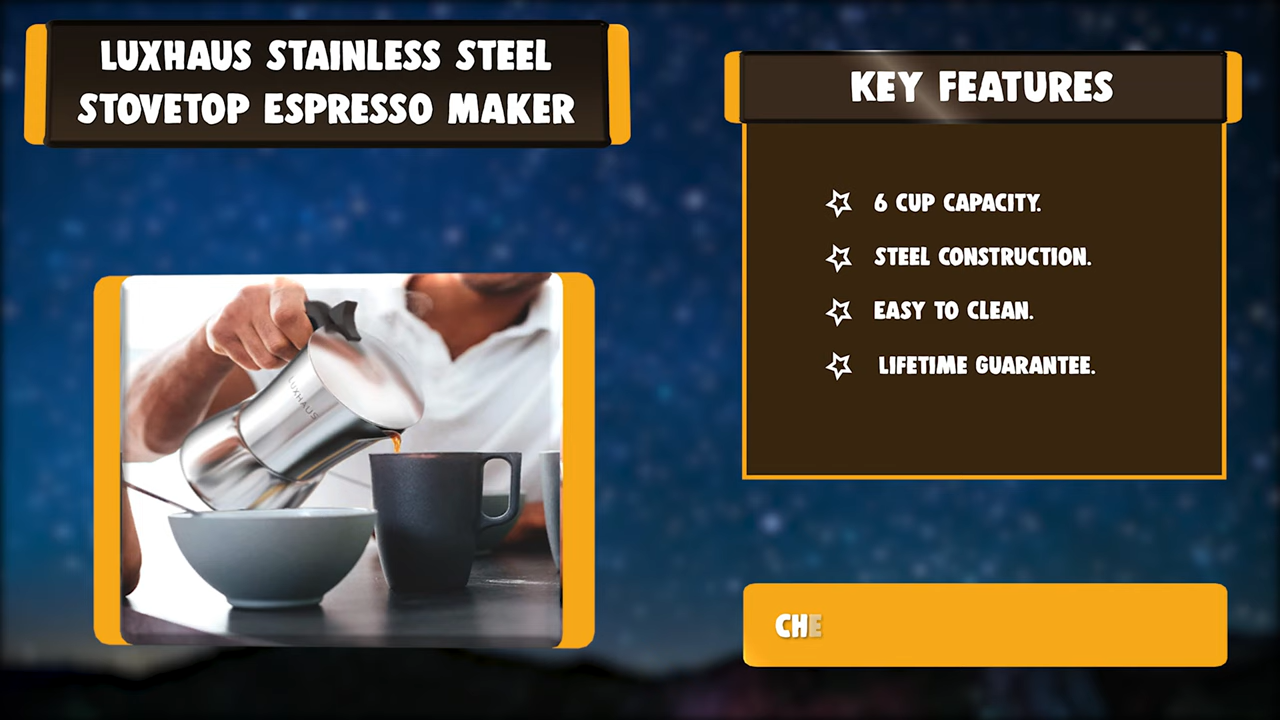 LUXHAUS STAINLESS STEEL
STOVETOP ESPRESSO MAKER
LUXHAUS
KEY FEATURES
6 CUP CAPACITY.
STEEL CONSTRUCTION.
EASY TO CLEAN.
LIFETIME GUARANTEE.
CHE